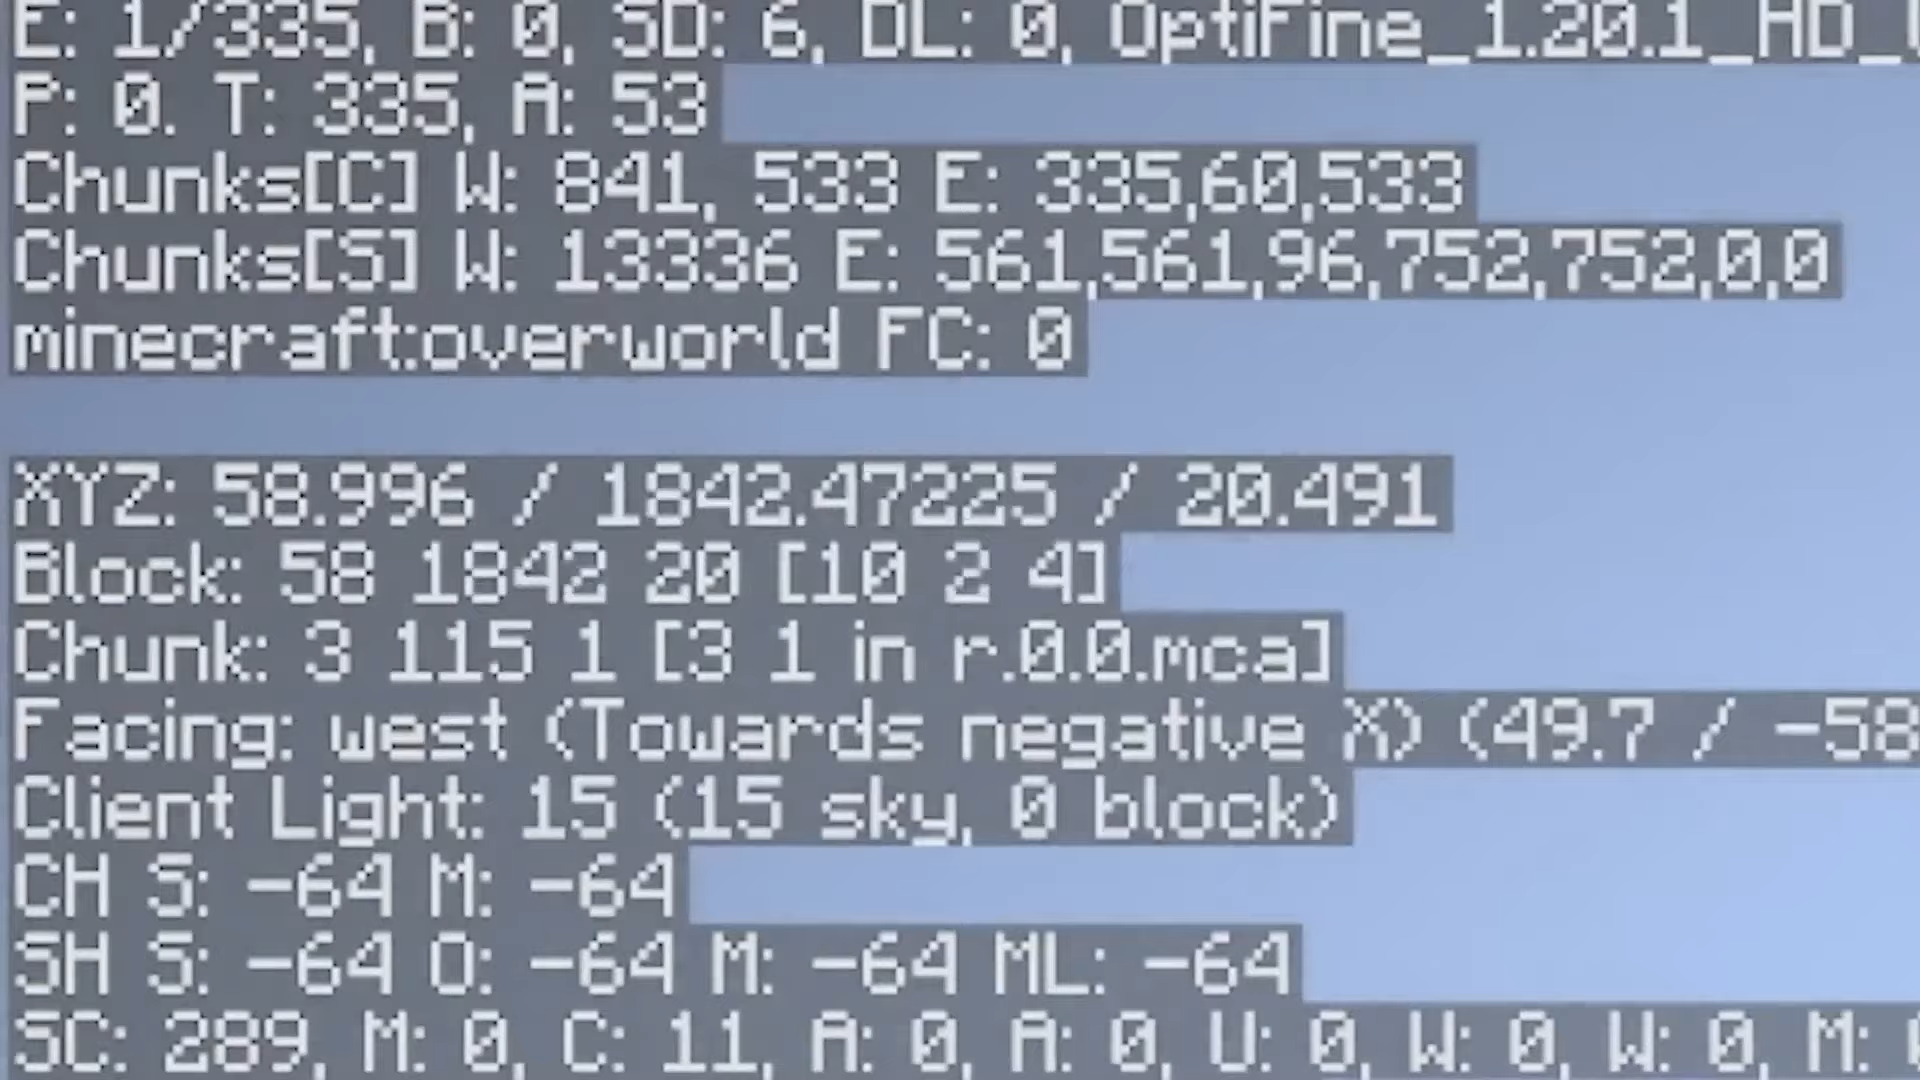 E: 1/335, B: 0, SD: 6, DL: 0, OptiFine_1.20.1_HD_
P: 0. T: 335, A: 53
Chunks[C] W: 841, 533 E: 335,60,533
Chunks[S] W: 13336 E: 561,561,96,752,752,0,0
minecraft:overworld FC: 0
XYZ: 58.996 / 1842.47225 / 20.491
Block: 58 1842 20 [10 2 4]
Chunk: 3 115 1 [3 1 in r.0.0.mca]
Facing: west (Towards negative X) (49.7 / -58
Client Light: 15 (15 sky, 0 block)
CH S: -64 M: -64
SH S: -64 O: -64 M: -64 ML: -64
SC: 289, M: 0, C: 11, A: 0, A: 0, U: 0, W: 0, W: 0, M: